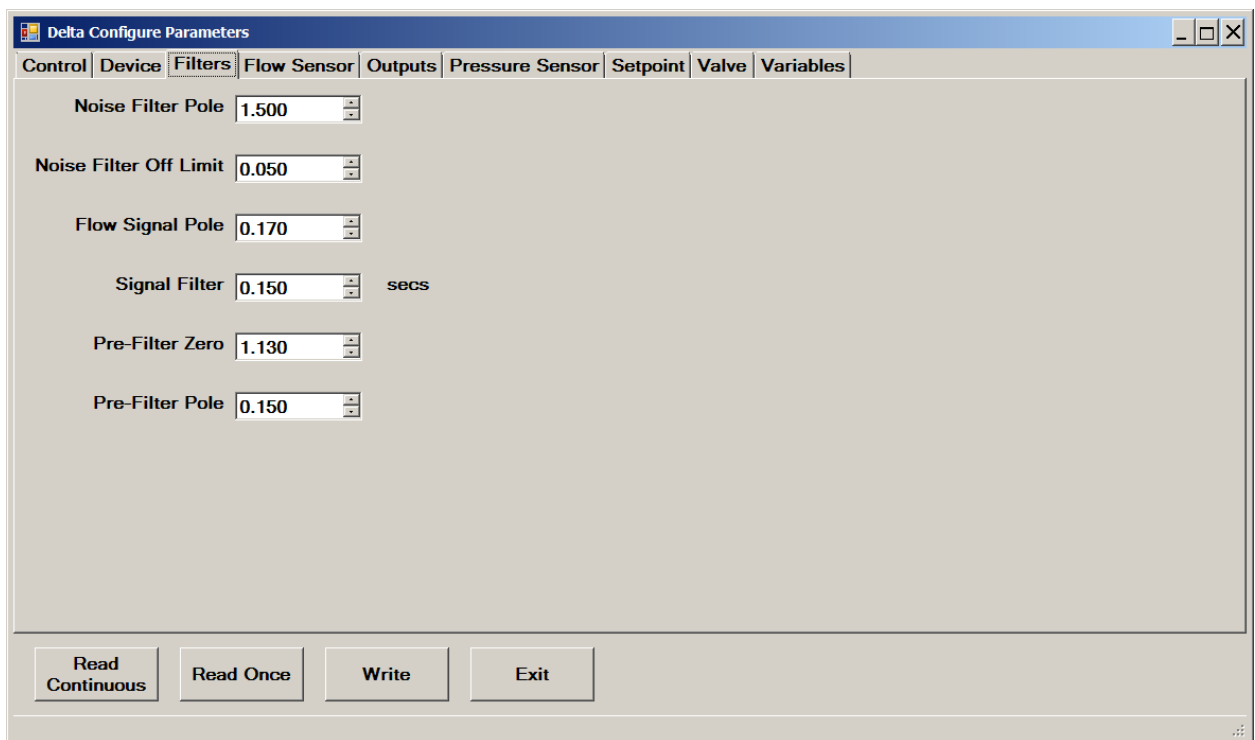 Delta Configure Parameters
Control Device Filters Flow Sensor Outputs Pressure Sensor Setpoint Valve Variables
Noise Filter Pole 1.500
Noise Filter Off Limit 0.050
Flow Signal Pole 0.170
Signal Filter 0.150 secs
Pre-Filter Zero 1.130
Pre-Filter Pole 0.150
Read
Continuous
Read Once
Write
Exit